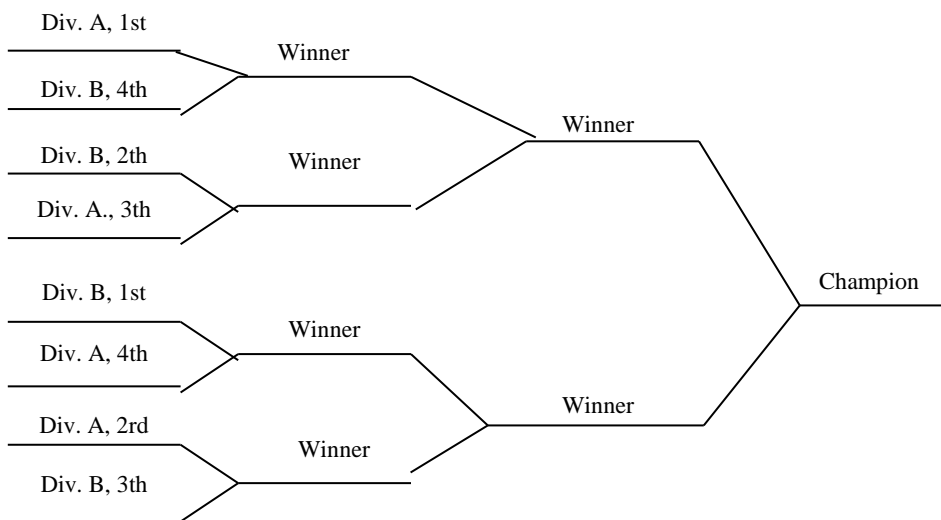 Div. A, 1st
Winner
Div. B, 4th
Winner
Div. B, 2th
Winner
Div. A., 3th
Champion
Div. B, 1st
Winner
Div. A, 4th
Winner
Div. A, 2rd
Winner
Div. B, 3th